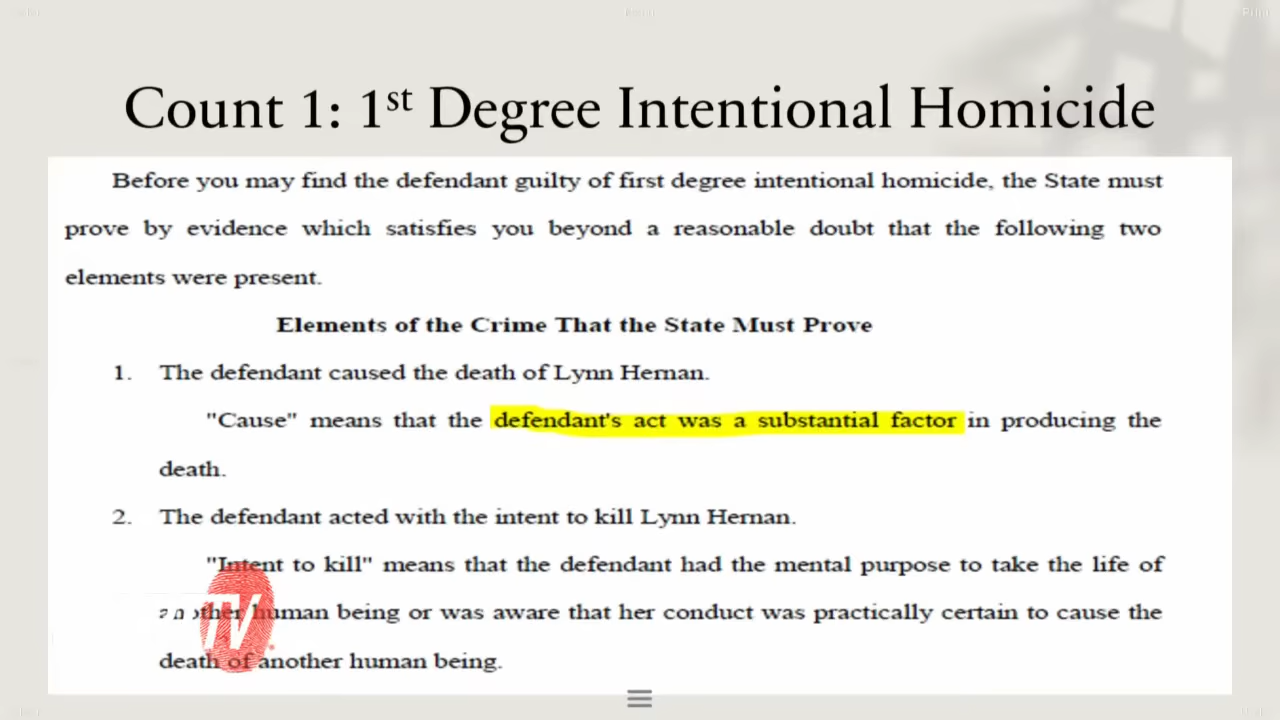 Count 1: 1st Degree Intentional Homicide
Before you may find the defendant guilty of first degree intentional homicide, the State must
prove by evidence which satisfies you beyond a reasonable doubt that the following two
elements were present.
Elements of the Crime That the State Must Prove
1. The defendant caused the death of Lynn Hernan.
"Cause" means that the defendant's act was a substantial factor in producing the
death.
2. The defendant acted with the intent to kill Lynn Hernan.
"Intent to kill" means that the defendant had the mental purpose to take the life of
another human being or was aware that her conduct was practically certain to cause the
death of another human being.
TV